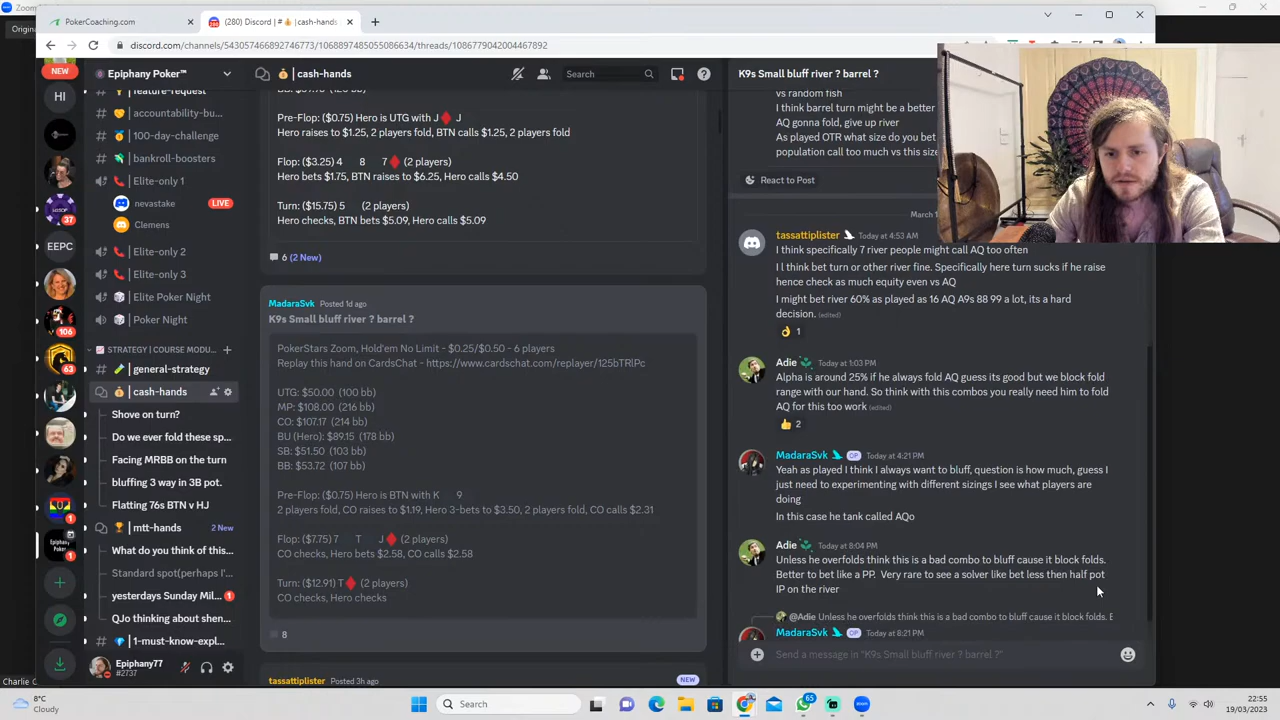 Zoom
PokerCoaching.com
(280) Discord | # 💰 |cash-hands
Origin
NEW
Epiphany Poker™
cash-hands
Search
K9s Small bluff river ? barrel ?
HI
feature-request
accountability-bu...
100-day-challenge
bankroll-boosters
Elite-only 1
nevastake
LIVE
Clemens
Elite-only 2
Elite-only 3
Elite Poker Night
Poker Night
STRATEGY | COURSE MODU...
general-strategy
cash-hands
Shove on turn?
Do we ever fold these sp...
Facing MRBB on the turn
bluffing 3 way in 3B pot.
Flatting 76s BTN v HJ
mtt-hands
2 New
What do you think of this...
Standard spot(perhaps I'...
yesterdays Sunday Mil...
1
QJo thinking about shen...
1-must-know-expl...
Epiphany77
#2737
37
EEPC
106
63
1
1
Pre-Flop: ($0.75) Hero is UTG with J♦ J
Hero raises to $1.25, 2 players fold, BTN calls $1.25, 2 players fold
Flop: ($3.25) 4 8 7♦ (2 players)
Hero bets $1.75, BTN raises to $6.25, Hero calls $4.50
Turn: ($15.75) 5 (2 players)
Hero checks, BTN bets $5.09, Hero calls $5.09
6 (2 New)
MadaraSvk Posted 1d ago
K9s Small bluff river ? barrel ?
PokerStars Zoom, Hold'em No Limit - $0.25/$0.50 - 6 players
Replay this hand on CardsChat - https://www.cardschat.com/replayer/125bTRlPc
UTG: $50.00 (100 bb)
MP: $108.00 (216 bb)
CO: $107.17 (214 bb)
BU (Hero): $89.15 (178 bb)
SB: $51.50 (103 bb)
BB: $53.72 (107 bb)
Pre-Flop: ($0.75) Hero is BTN with K 9
2 players fold, CO raises to $1.19, Hero 3-bets to $3.50, 2 players fold, CO calls $2.31
Flop: ($7.75) 7 T J♦ (2 players)
CO checks, Hero bets $2.58, CO calls $2.58
Turn: ($12.91) T♦ (2 players)
CO checks, Hero checks
8
tassattiplister Posted 3h ago
NEW
vs random fish
I think barrel turn might be a better
AQ gonna fold, give up river
As played OTR what size do you bet
population call too much vs this size
React to Post
March 1
tassattiplister Today at 4:53 AM
I think specifically 7 river people might call AQ too often
I l think bet turn or other river fine. Specifically here turn sucks if he raise
hence check as much equity even vs AQ
I might bet river 60% as played as 16 AQ A9s 88 99 a lot, its a hard
decision. (edited)
1
Adie Today at 1:03 PM
Alpha is around 25% if he always fold AQ guess its good but we block fold
range with our hand. So think with this combos you really need him to fold
AQ for this too work (edited)
2
MadaraSvk OP Today at 4:21 PM
Yeah as played I think I always want to bluff, question is how much, guess I
just need to experimenting with different sizings I see what players are
doing
In this case he tank called AQo
Adie Today at 8:04 PM
Unless he overfolds think this is a bad combo to bluff cause it block folds.
Better to bet like a PP. Very rare to see a solver like bet less then half pot
IP on the river
@Adie Unless he overfolds think this is a bad combo to bluff cause it block folds. E
MadaraSvk OP Today at 8:21 PM
Send a message in "K9s Small bluff river ? barrel ?"
Charlie C
8°C
Cloudy
Search
65
22:55
19/03/2023